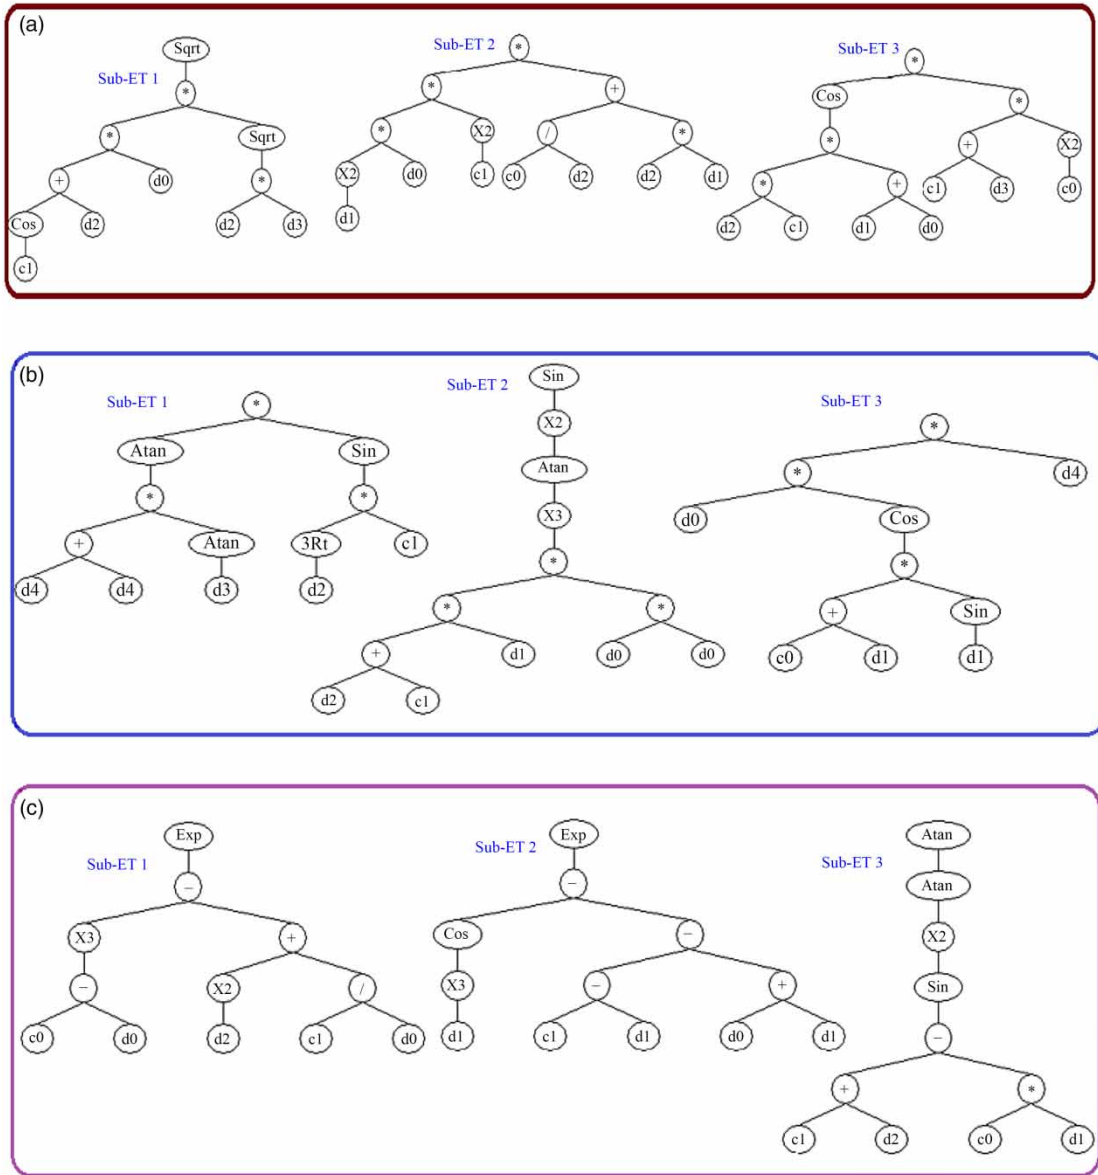 (a)
Sub-ET 1
Sqrt
*
* Sqrt
+ d0 *
Cos d2 d2 d3
c1
Sub-ET 2
*
* +
* X2 / *
X2 d0 c1 c0 d2 d2 d1
d1
Sub-ET 3
*
Cos *
* + X2
* + c1 d3 c0
d2 c1 d1 d0
(b)
Sub-ET 1
*
Atan Sin
* *
+ Atan 3Rt c1
d4 d4 d3 d2
Sub-ET 2
Sin
X2
Atan
X3
*
* *
+ d1 d0 d0
d2 c1
Sub-ET 3
*
* d4
d0 Cos
*
+ Sin
c0 d1 d1
(c)
Sub-ET 1
Exp
−
X3 +
− X2 /
c0 d0 d2 c1 d0
Sub-ET 2
Exp
−
Cos −
X3 − +
d1 c1 d1 d0 d1
Sub-ET 3
Atan
Atan
X2
Sin
−
+ *
c1 d2 c0 d1